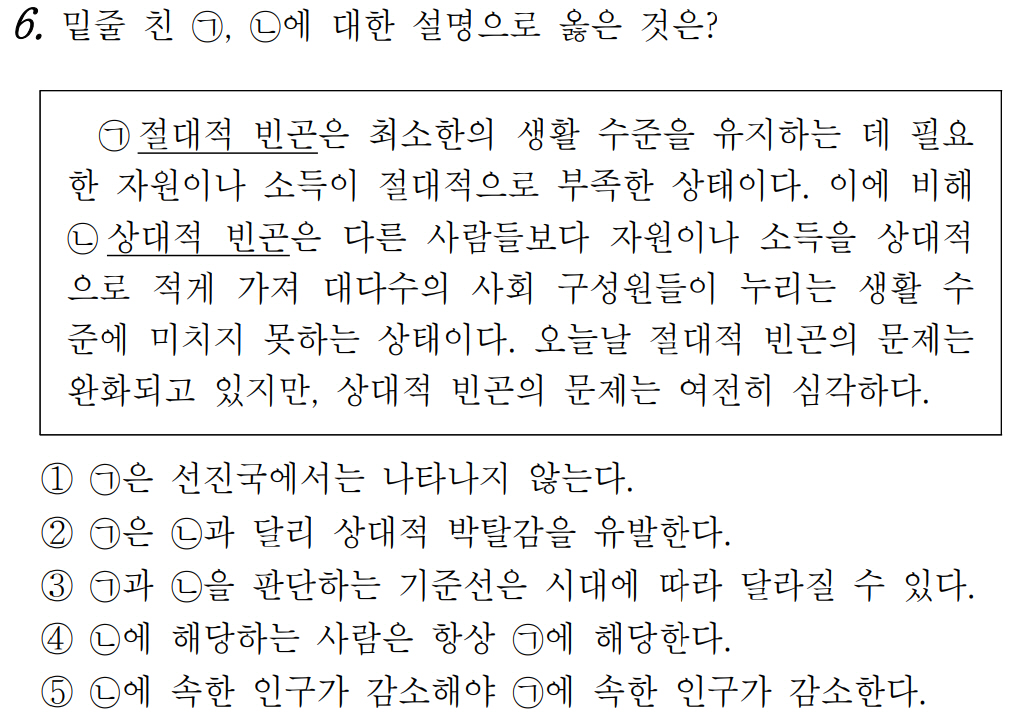 6. 밑줄 친 ㉠, ㉡에 대한 설명으로 옳은 것은?
㉠절대적 빈곤은 최소한의 생활 수준을 유지하는 데 필요
한 자원이나 소득이 절대적으로 부족한 상태이다. 이에 비해
㉡상대적 빈곤은 다른 사람들보다 자원이나 소득을 상대적
으로 적게 가져 대다수의 사회 구성원들이 누리는 생활 수
준에 미치지 못하는 상태이다. 오늘날 절대적 빈곤의 문제는
완화되고 있지만, 상대적 빈곤의 문제는 여전히 심각하다.
① ㉠은 선진국에서는 나타나지 않는다.
② ㉠은 ㉡과 달리 상대적 박탈감을 유발한다.
③ ㉠과 ㉡을 판단하는 기준선은 시대에 따라 달라질 수 있다.
④ ㉡에 해당하는 사람은 항상 ㉠에 해당한다.
⑤ ㉡에 속한 인구가 감소해야 ㉠에 속한 인구가 감소한다.